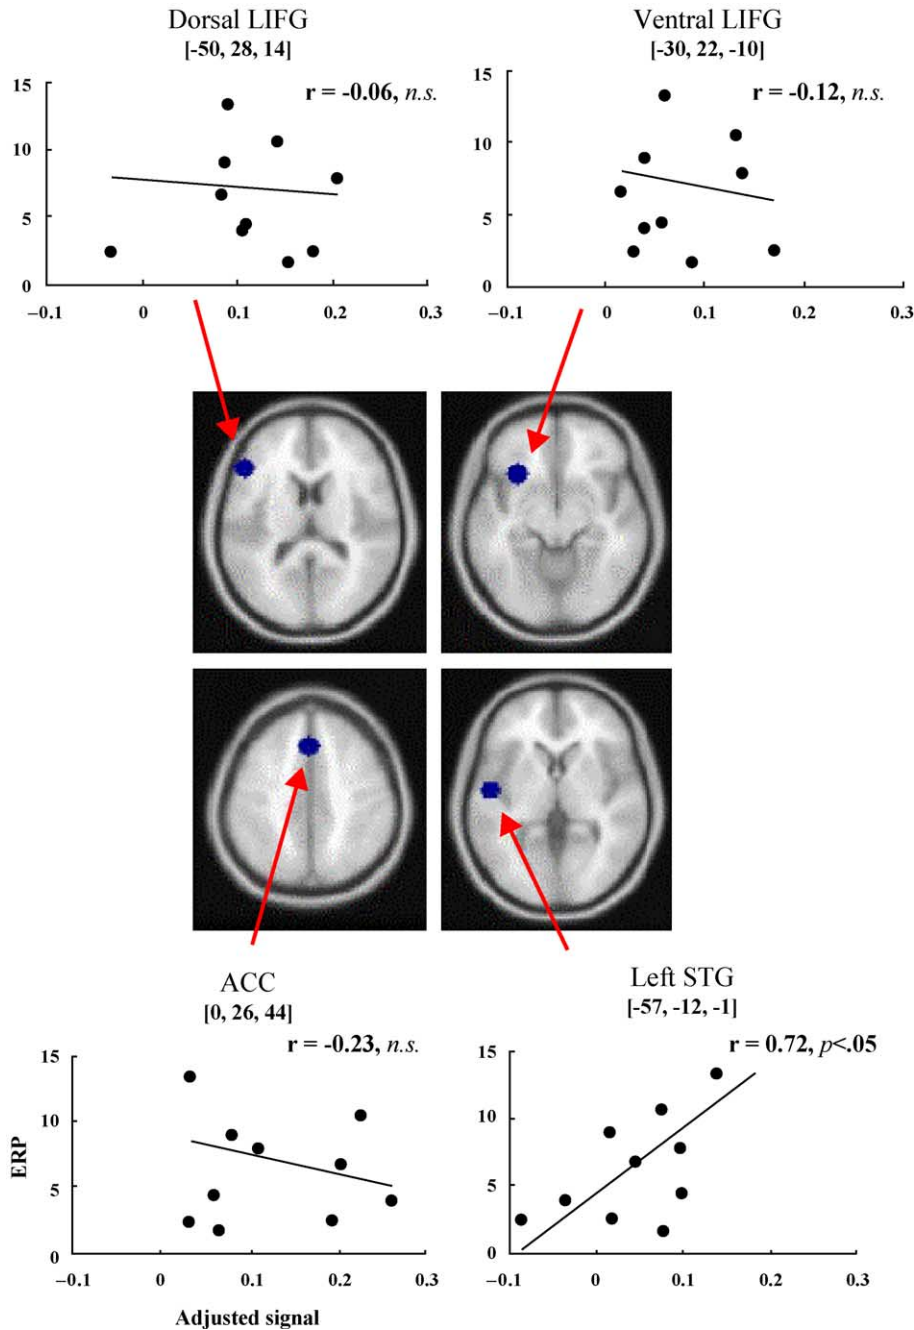 Dorsal LIFG
[-50, 28, 14]
r = -0.06, n.s.
15
10
5
0
–0.1 0 0.1 0.2 0.3
Ventral LIFG
[-30, 22, -10]
r = -0.12, n.s.
15
10
5
0
–0.1 0 0.1 0.2 0.3
ACC
[0, 26, 44]
r = -0.23, n.s.
ERP
15
10
5
0
–0.1 0 0.1 0.2 0.3
Adjusted signal
Left STG
[-57, -12, -1]
r = 0.72, p<.05
15
10
5
0
–0.1 0 0.1 0.2 0.3